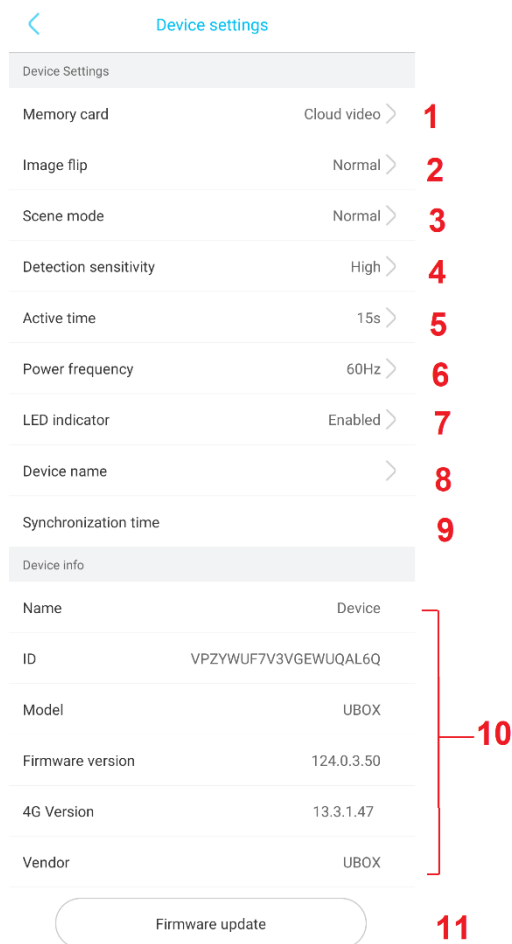 Device settings
Device Settings
Memory card Cloud video 1
Image flip Normal 2
Scene mode Normal 3
Detection sensitivity High 4
Active time 15s 5
Power frequency 60Hz 6
LED indicator Enabled 7
Device name 8
Synchronization time 9
Device info
Name Device
ID VPZYWUF7V3VGEWUQAL6Q
Model UBOX
10
Firmware version 124.0.3.50
4G Version 13.3.1.47
Vendor UBOX
Firmware update 11